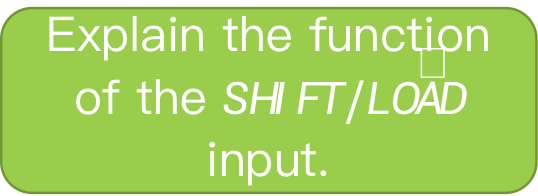 Explain the function
of the SHIFT/LOAD
input.